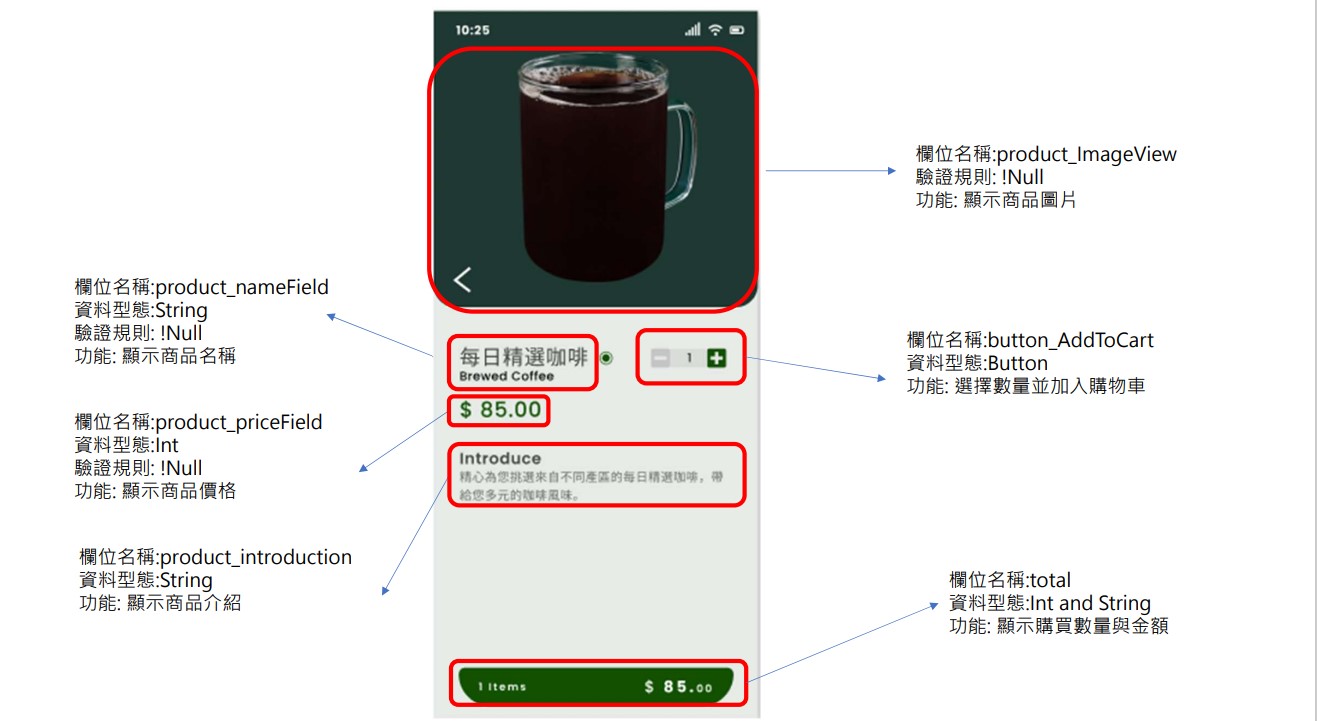 10:25
欄位名稱:product_ImageView
驗證規則: !Null
功能: 顯示商品圖片
欄位名稱:product_nameField
資料型態:String
驗證規則: !Null
功能: 顯示商品名稱
每日精選咖啡
Brewed Coffee
1
欄位名稱:button_AddToCart
資料型態:Button
功能: 選擇數量並加入購物車
$ 85.00
欄位名稱:product_priceField
資料型態:Int
驗證規則: !Null
功能: 顯示商品價格
Introduce
精心為您挑選來自不同產區的每日精選咖啡，帶
給您多元的咖啡風味。
欄位名稱:product_introduction
資料型態:String
功能: 顯示商品介紹
欄位名稱:total
資料型態:Int and String
功能: 顯示購買數量與金額
1 Items
$ 85.00